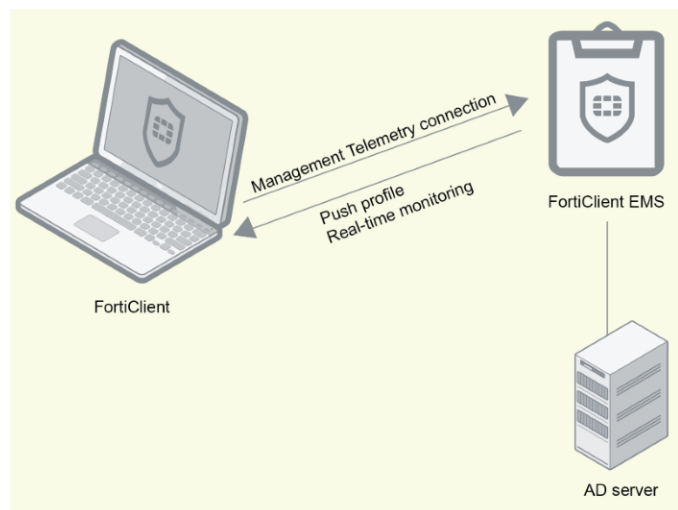 Management Telemetry connection
Push profile
Real-time monitoring
FortiClient EMS
FortiClient
AD server